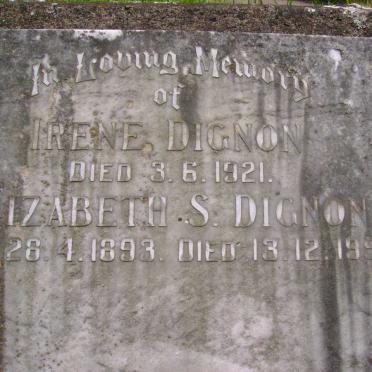 In Loving Memory
of
IRENE DIGNON
DIED 3.6.1921.
IZABETH S. DIGNON
28.4.1893. DIED 13.12.19